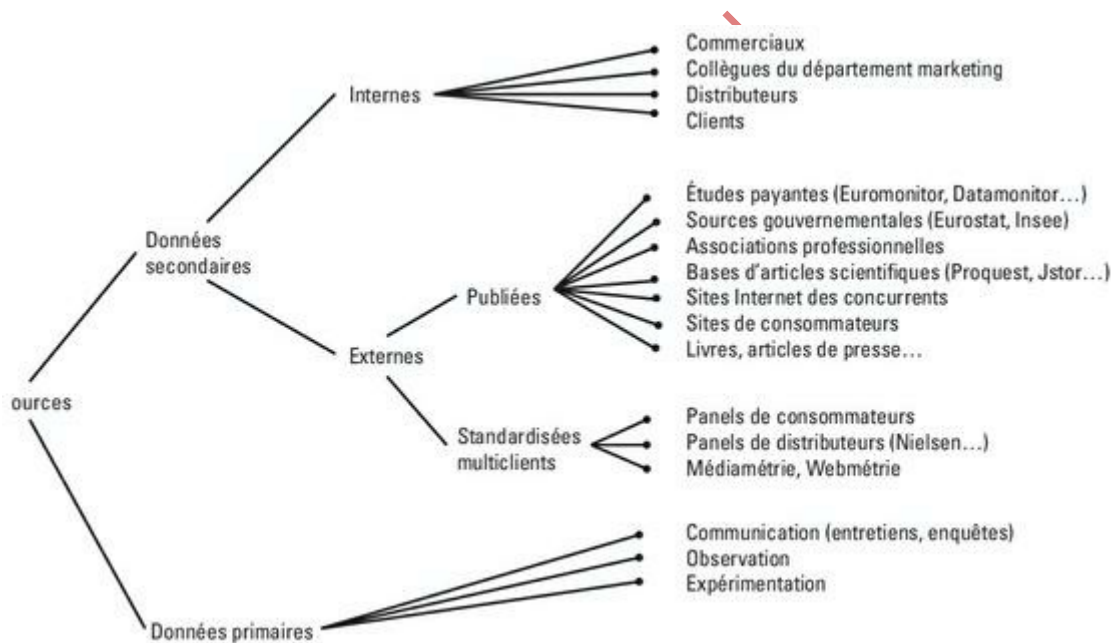 Commerciaux
Collègues du département marketing
Internes
Distributeurs
Clients
Études payantes (Euromonitor, Datamonitor…)
Sources gouvernementales (Eurostat, Insee)
Données
secondaires
Associations professionnelles
Bases d'articles scientifiques (Proquest, Jstor…)
Publiées
Sites Internet des concurrents
Sites de consommateurs
Externes
Livres, articles de presse…
ources
Panels de consommateurs
Standardisées
multiclients
Panels de distributeurs (Nielsen…)
Médiamétrie, Webmétrie
Communication (entretiens, enquêtes)
Observation
Expérimentation
Données primaires